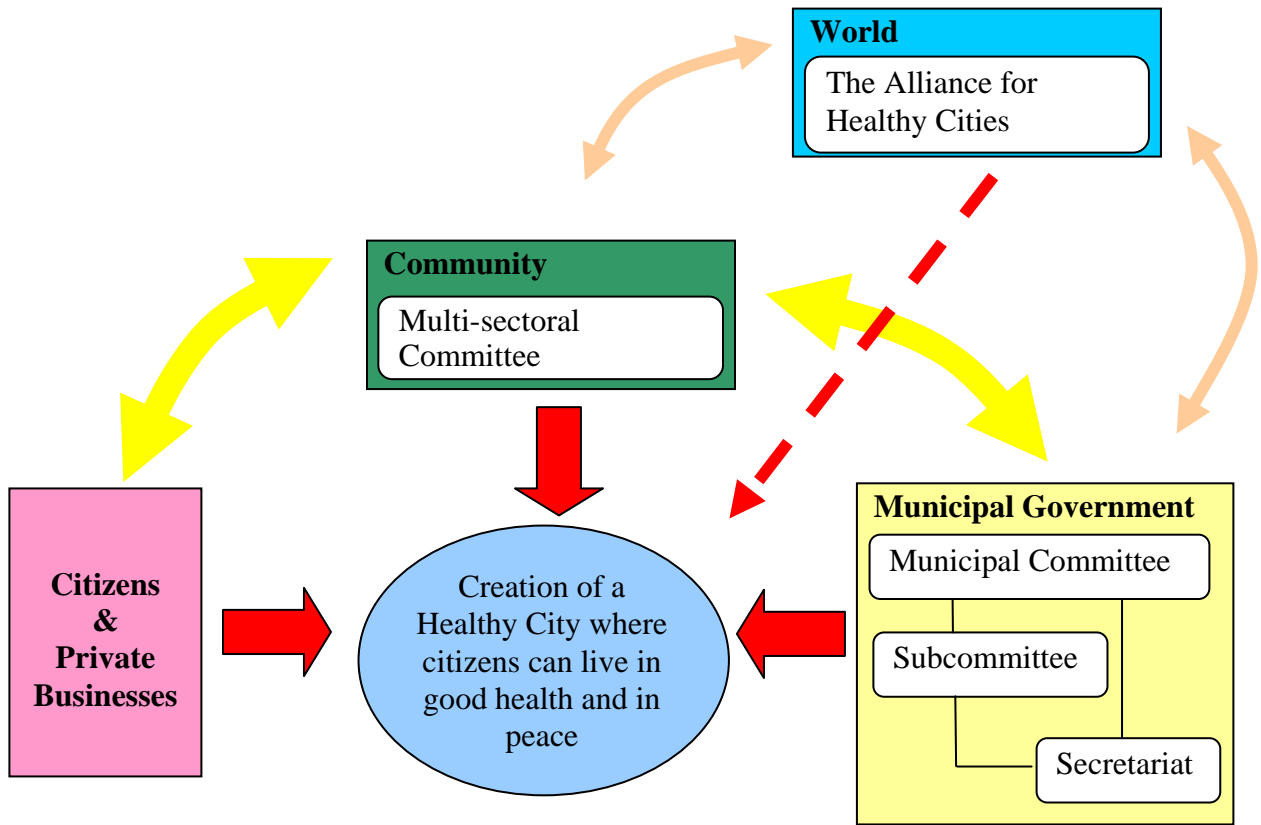 World
The Alliance for
Healthy Cities
Community
Multi-sectoral
Committee
Citizens
&
Private
Businesses
Creation of a
Healthy City where
citizens can live in
good health and in
peace
Municipal Government
Municipal Committee
Subcommittee
Secretariat